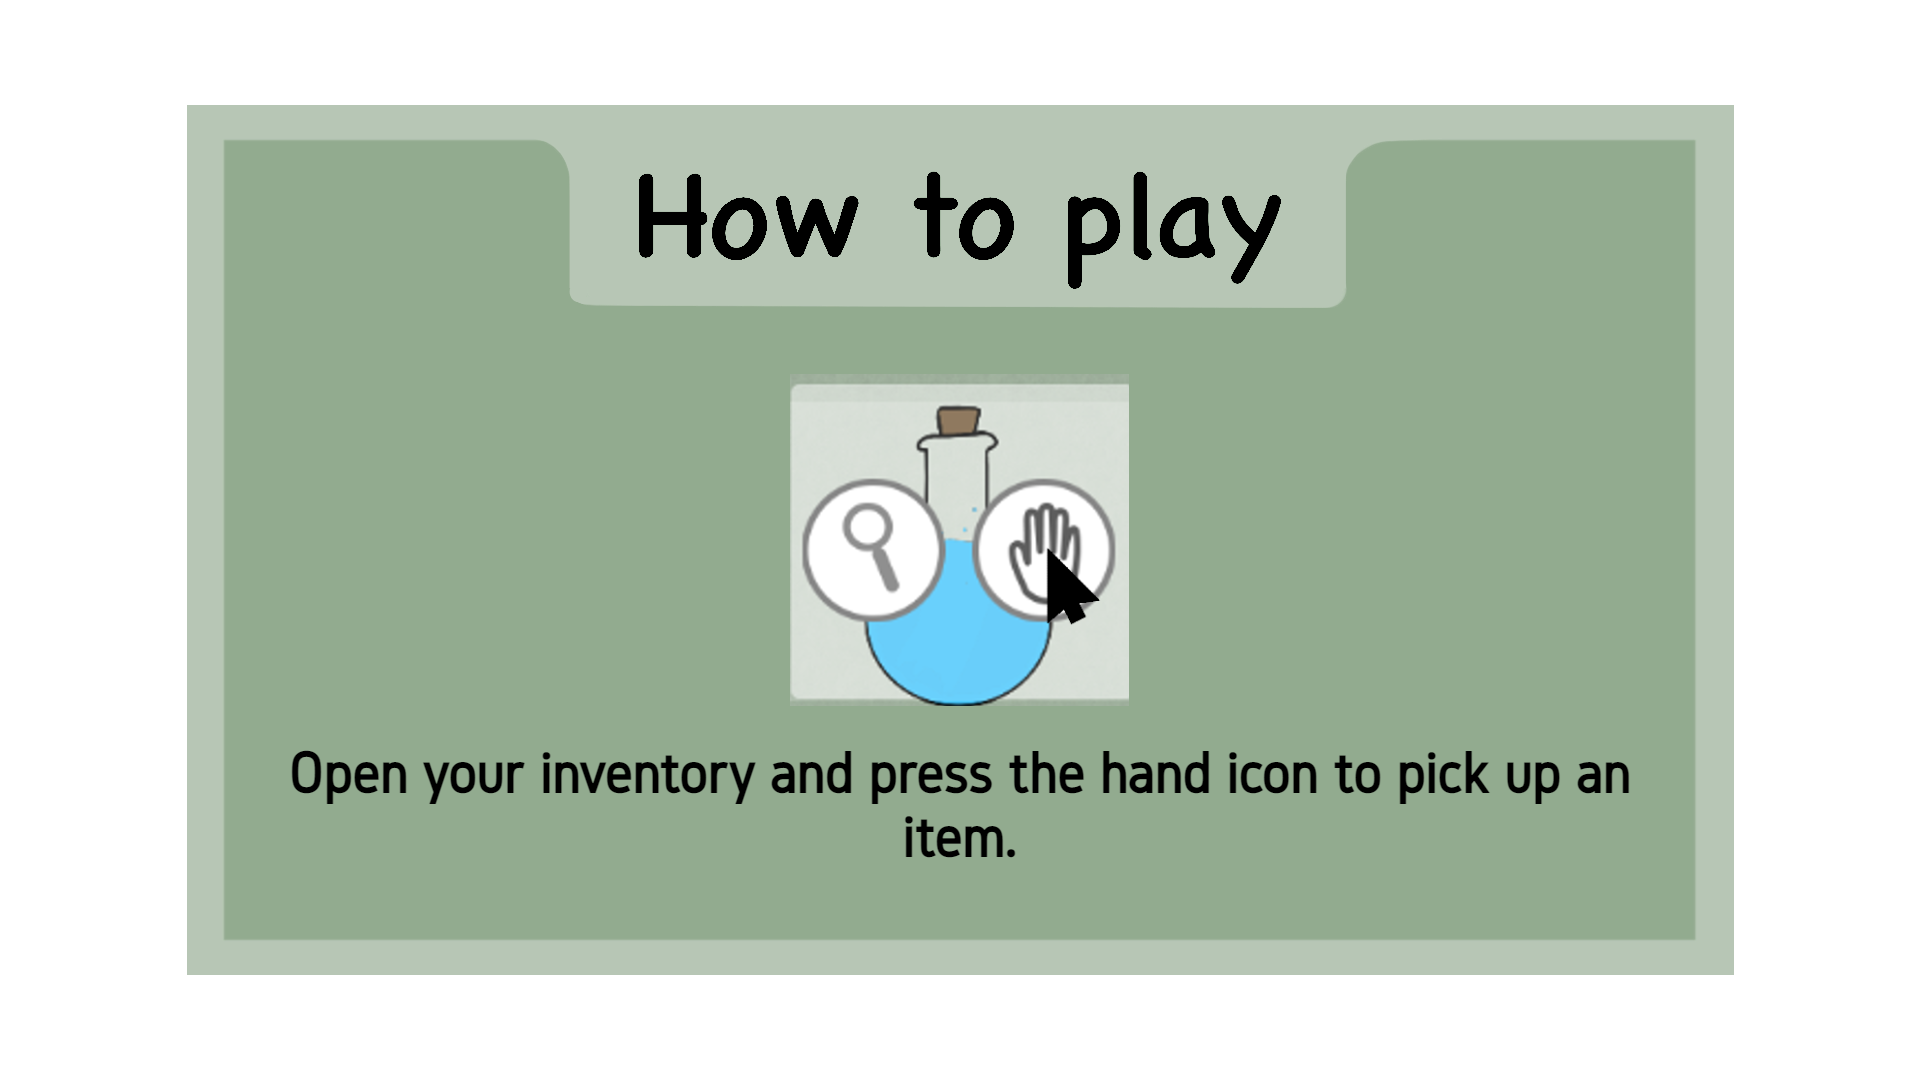 How to play
Open your inventory and press the hand icon to pick up an
item.